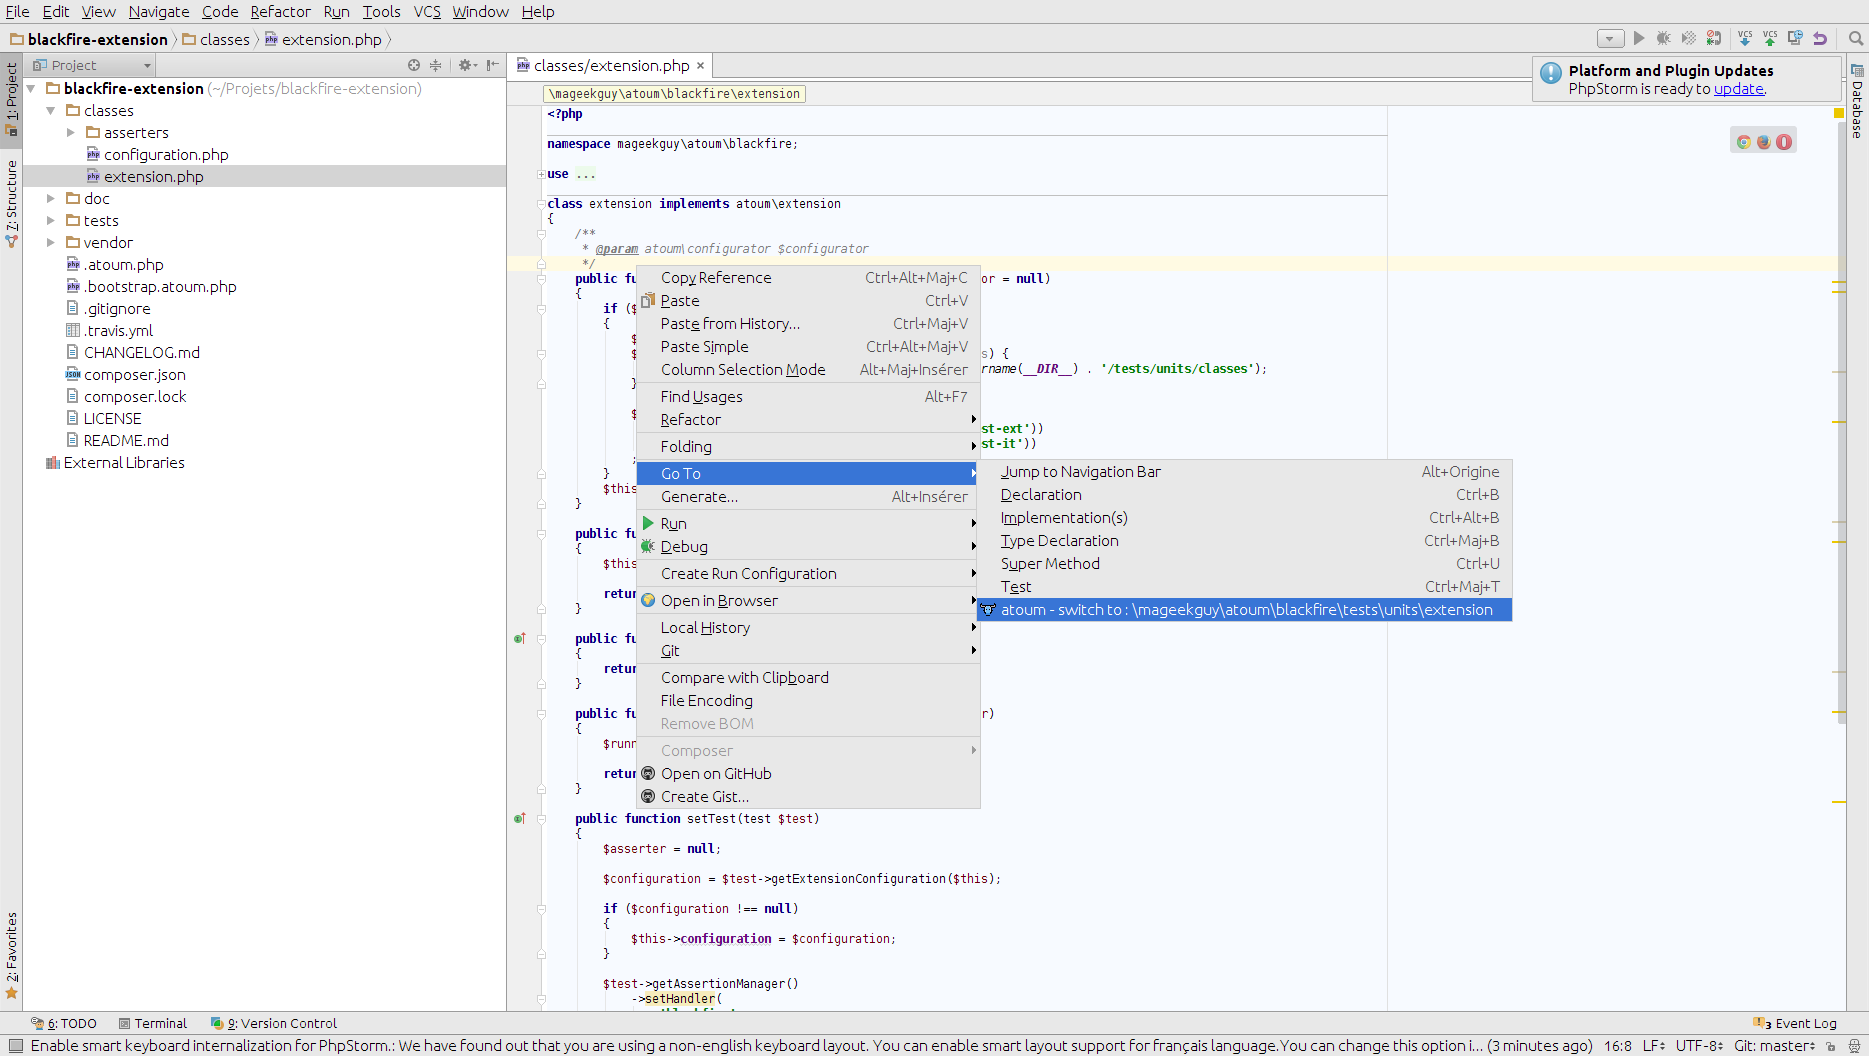 File Edit View Navigate Code Refactor Run Tools VCS Window Help
blackfire-extension classes extension.php
1: Project
7: Structure
2: Favorites
Project
blackfire-extension (~/Projets/blackfire-extension)
classes
asserters
configuration.php
extension.php
doc
tests
vendor
.atoum.php
.bootstrap.atoum.php
.gitignore
.travis.yml
CHANGELOG.md
composer.json
composer.lock
LICENSE
README.md
External Libraries
classes/extension.php
\mageekguy\atoum\blackfire\extension
Platform and Plugin Updates
PhpStorm is ready to update.
Database
<?php
namespace mageekguy\atoum\blackfire;
use ...
class extension implements atoum\extension
{
/**
* @param atoum\configurator $configurator
*/
public fu or = null)
{
if ($
{
$
$ s) {
rname(__DIR__) . '/tests/units/classes');
}
$
st-ext'))
st-it'))
;
}
$this
}
public fu
{
$this
retur
}
public fu
{
retur
}
public fu r)
{
$runn
retur
}
public function setTest(test $test)
{
$asserter = null;
$configuration = $test->getExtensionConfiguration($this);
if ($configuration !== null)
{
$this->configuration = $configuration;
}
$test->getAssertionManager()
->setHandler(
Copy Reference Ctrl+Alt+Maj+C
Paste Ctrl+V
Paste from History... Ctrl+Maj+V
Paste Simple Ctrl+Alt+Maj+V
Column Selection Mode Alt+Maj+Insérer
Find Usages Alt+F7
Refactor
Folding
Go To
Generate... Alt+Insérer
Run
Debug
Create Run Configuration
Open in Browser
Local History
Git
Compare with Clipboard
File Encoding
Remove BOM
Composer
Open on GitHub
Create Gist...
Jump to Navigation Bar Alt+Origine
Declaration Ctrl+B
Implementation(s) Ctrl+Alt+B
Type Declaration Ctrl+Maj+B
Super Method Ctrl+U
Test Ctrl+Maj+T
atoum - switch to : \mageekguy\atoum\blackfire\tests\units\extension
6: TODO Terminal 9: Version Control 3 Event Log
Enable smart keyboard internalization for PhpStorm.: We have found out that you are using a non-english keyboard layout. You can enable smart layout support for français language.You can change this option i... (3 minutes ago) 16:8 LF UTF-8 Git: master